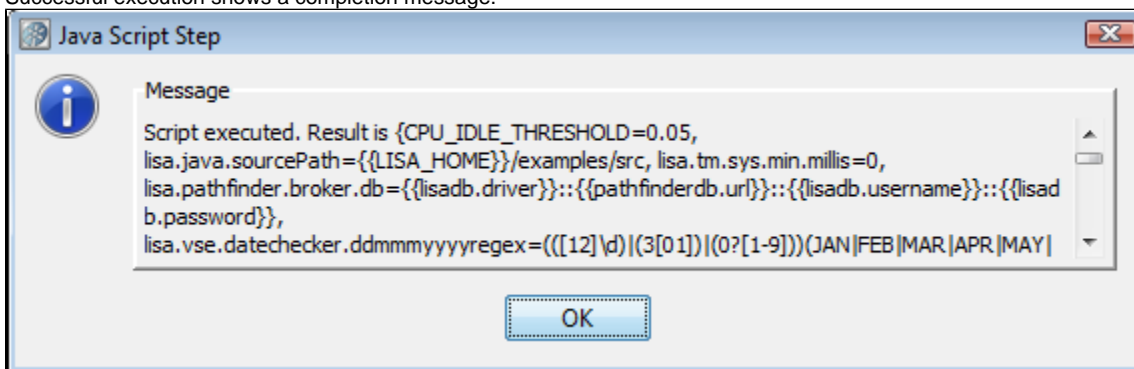 Successful execution shows a completion message.
Java Script Step
Message
Script executed. Result is {CPU_IDLE_THRESHOLD=0.05,
lisa.java.sourcePath={{LISA_HOME}}/examples/src, lisa.tm.sys.min.millis=0,
lisa.pathfinder.broker.db={{lisadb.driver}}::{{pathfinderdb.url}}::{{lisadb.username}}::{{lisad
b.password}},
lisa.vse.datechecker.ddmmmyyyyregex=(([12]\d)|(3[01])|(0?[1-9]))(JAN|FEB|MAR|APR|MAY|
OK